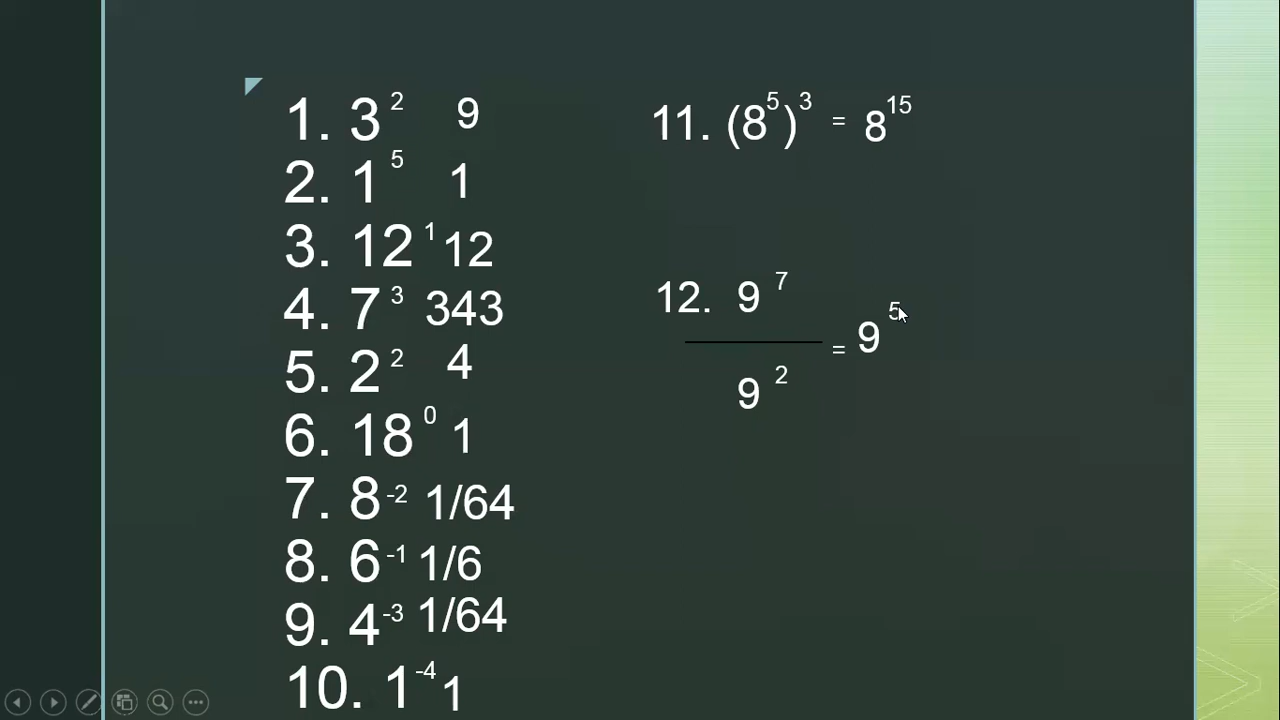 1. 3² 9
2. 1⁵ 1
3. 12¹ 12
4. 7³ 343
5. 2² 4
6. 18⁰ 1
7. 8⁻² 1/64
8. 6⁻¹ 1/6
9. 4⁻³ 1/64
10. 1⁻⁴ 1
11. (8⁵)³ = 8¹⁵
12. 9⁷
= 9⁵
9²